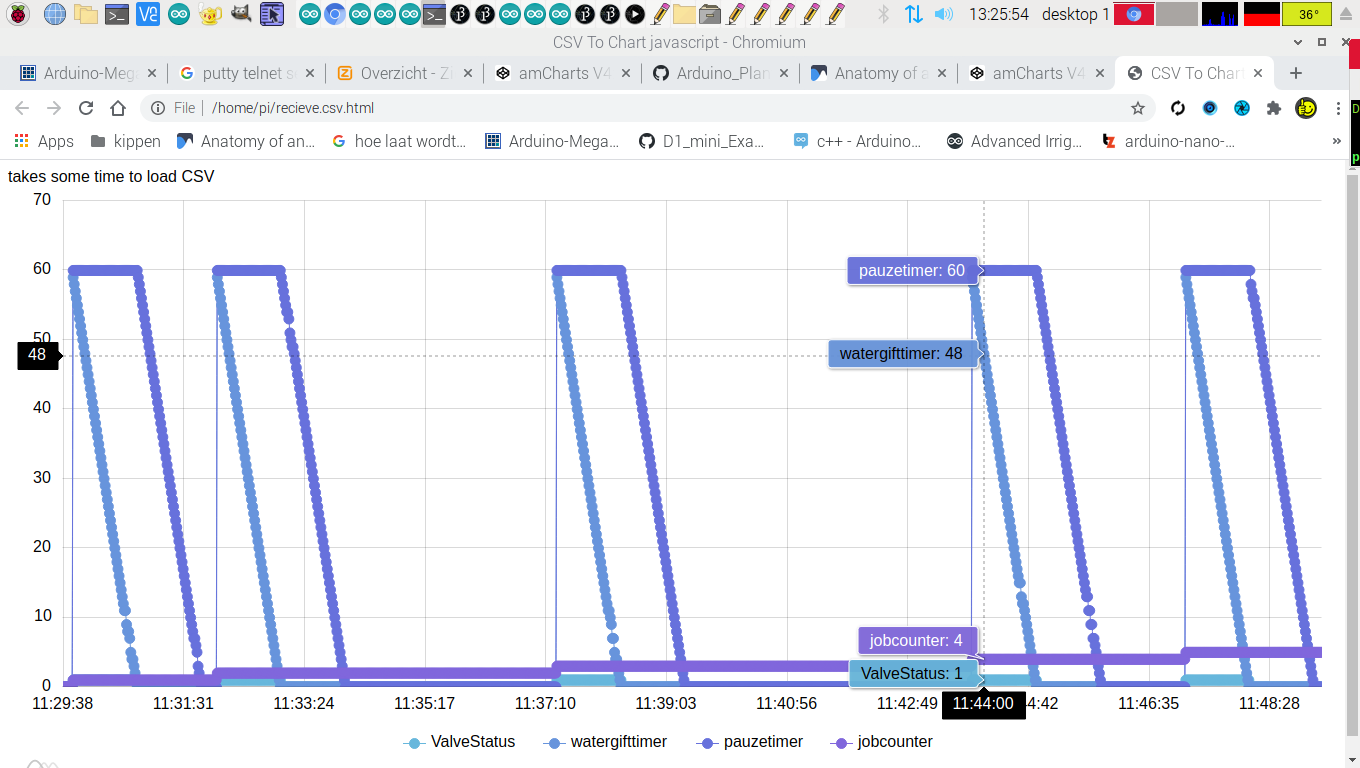 13:25:54 desktop 1 36°
CSV To Chart javascript - Chromium
Arduino-Meg putty telnet s Overzicht - Z amCharts V4 Arduino_Plan Anatomy of a amCharts V4 CSV To Chart
File /home/pi/recieve.csv.html
Apps kippen Anatomy of an... hoe laat wordt... Arduino-Mega... D1_mini_Exa... c++ - Arduino... Advanced Irrig... arduino-nano-... »
takes some time to load CSV
70
60
50
40
30
20
10
0
48
pauzetimer: 60
watergifttimer: 48
jobcounter: 4
ValveStatus: 1
11:29:38 11:31:31 11:33:24 11:35:17 11:37:10 11:39:03 11:40:56 11:42:49 11:44:00 4:42 11:46:35 11:48:28
ValveStatus watergifttimer pauzetimer jobcounter